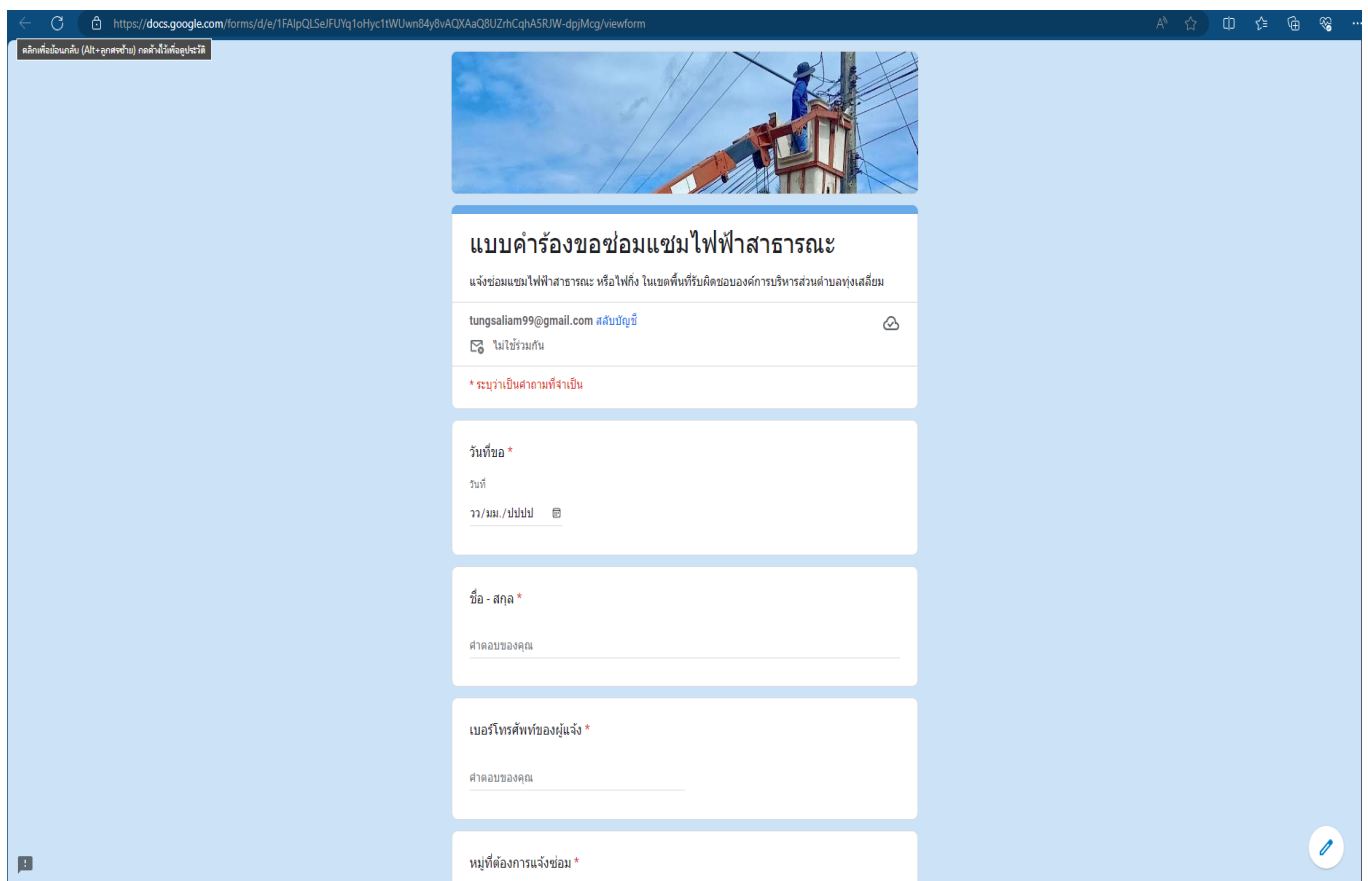 https://docs.google.com/forms/d/e/1FAIpQLSeJFUYq1oHyc1tWUwn84y8vAQXAaQ8UZrhCqhA5RJW-dpjMcg/viewform
คลิกเพื่อย้อนกลับ (Alt+ลูกศรซ้าย) กดค้างไว้เพื่อดูประวัติ
แบบคำร้องขอซ่อมแซมไฟฟ้าสาธารณะ
แจ้งซ่อมแซมไฟฟ้าสาธารณะ หรือไฟกิ่ง ในเขตพื้นที่รับผิดชอบองค์การบริหารส่วนตำบลทุ่งเสลี่ยม
tungsaliam99@gmail.com สลับบัญชี
ไม่ใช้ร่วมกัน
* ระบุว่าเป็นคำถามที่จำเป็น
วันที่ขอ *
วันที่
วว/มม./ปปปป
ชื่อ - สกุล *
คำตอบของคุณ
เบอร์โทรศัพท์ของผู้แจ้ง *
คำตอบของคุณ
หมู่ที่ต้องการแจ้งซ่อม *